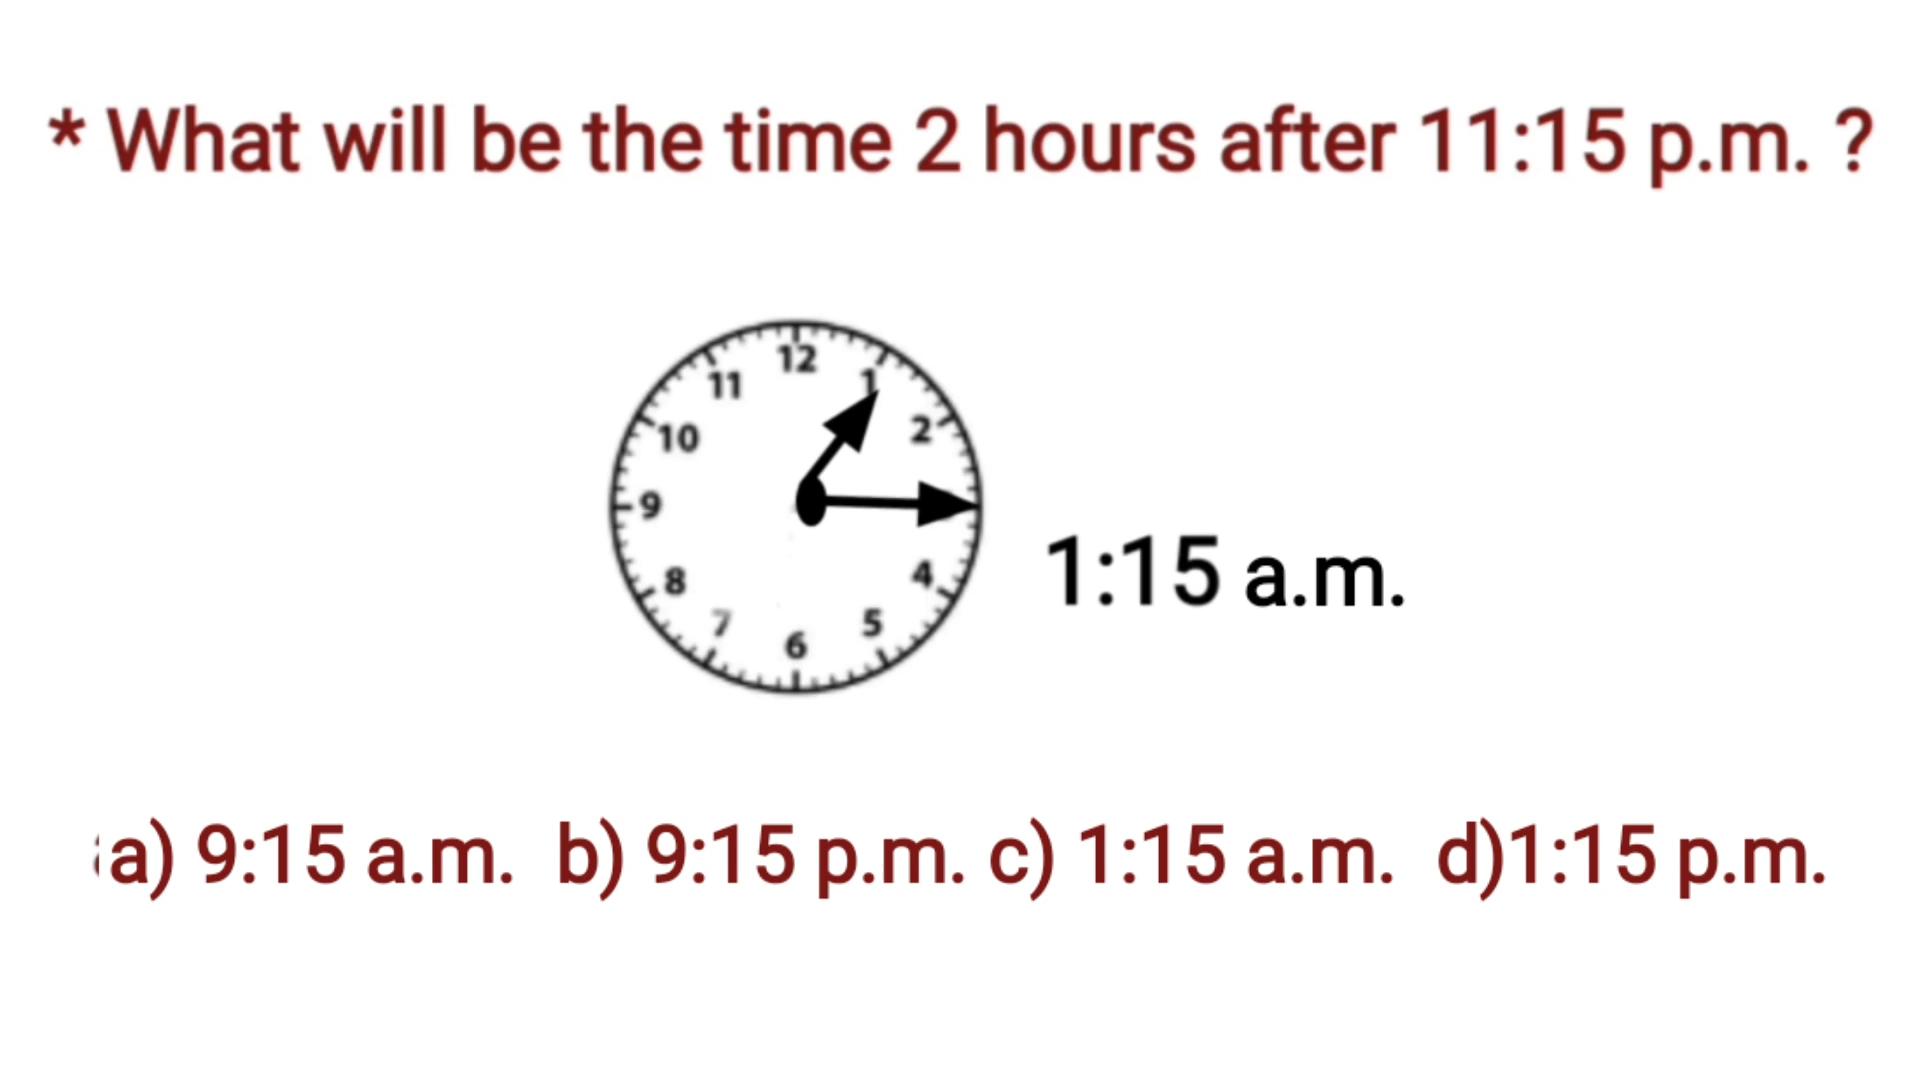 * What will be the time 2 hours after 11:15 p.m. ?
12
11 1
10 2
9
8 4
7 5
6
1:15 a.m.
a) 9:15 a.m. b) 9:15 p.m. c) 1:15 a.m. d)1:15 p.m.